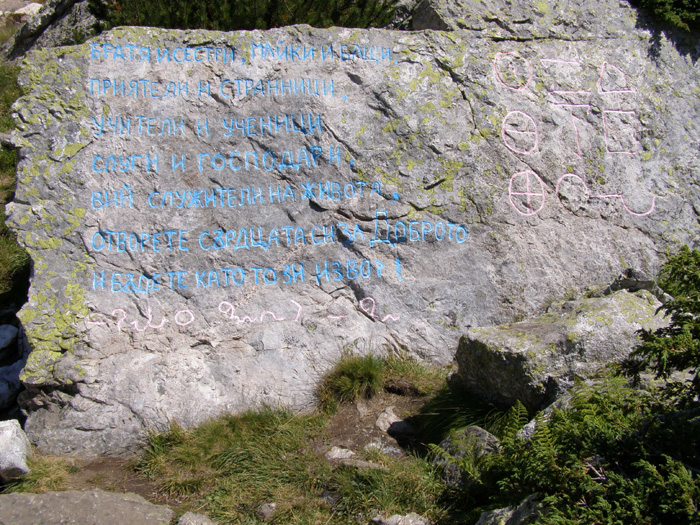 БРАТЯ И СЕСТРИ, МАЙКИ И БАЩИ,
ПРИЯТЕЛИ И СТРАННИЦИ,
УЧИТЕЛИ И УЧЕНИЦИ
СЛУГИ И ГОСПОДАРИ,
ВИЙ СЛУЖИТЕЛИ НА ЖИВОТА,
ОТВОРЕТЕ СЪРДЦАТА СИ ЗА ДОБРОТО
И БЪДЕТЕ КАТО ТОЗИ ИЗВОР!